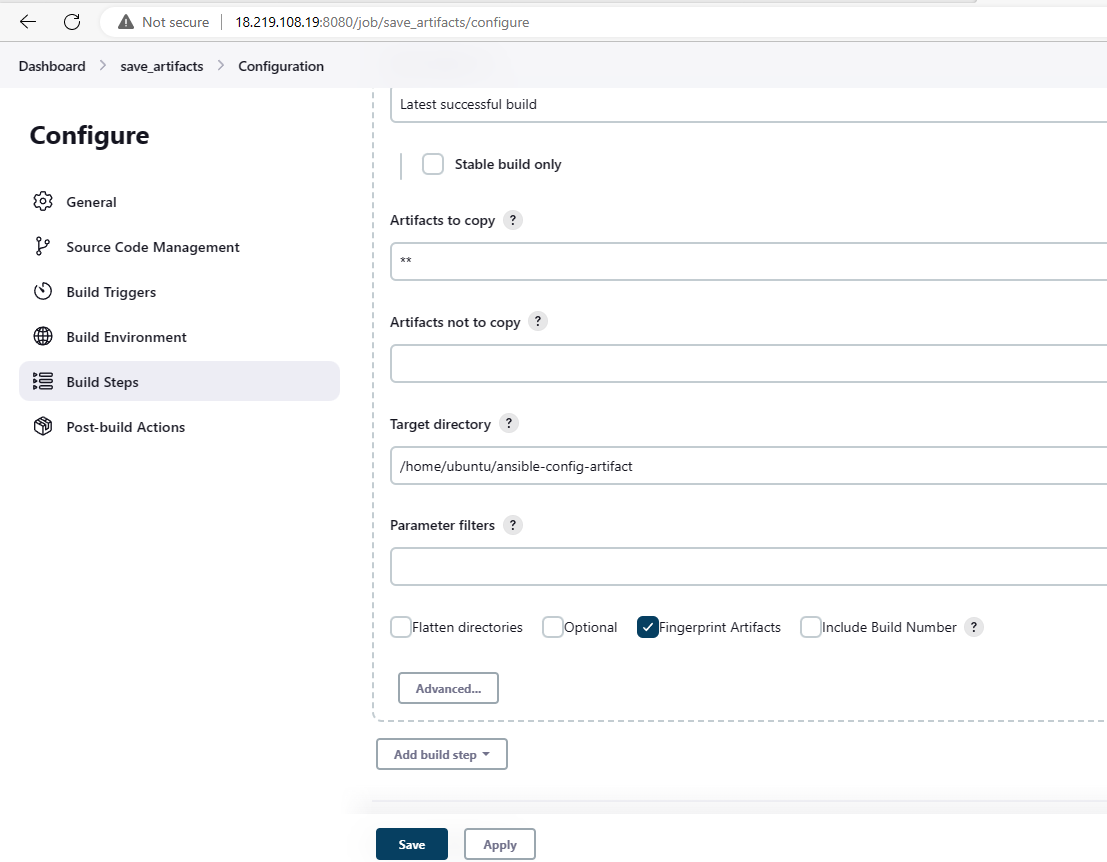 Not secure 18.219.108.19:8080/job/save_artifacts/configure
Dashboard > save_artifacts > Configuration
Configure
General
Source Code Management
Build Triggers
Build Environment
Build Steps
Post-build Actions
Latest successful build
Stable build only
Artifacts to copy ?
**
Artifacts not to copy ?
Target directory ?
/home/ubuntu/ansible-config-artifact
Parameter filters ?
Flatten directories Optional Fingerprint Artifacts Include Build Number ?
Advanced...
Add build step
Save Apply